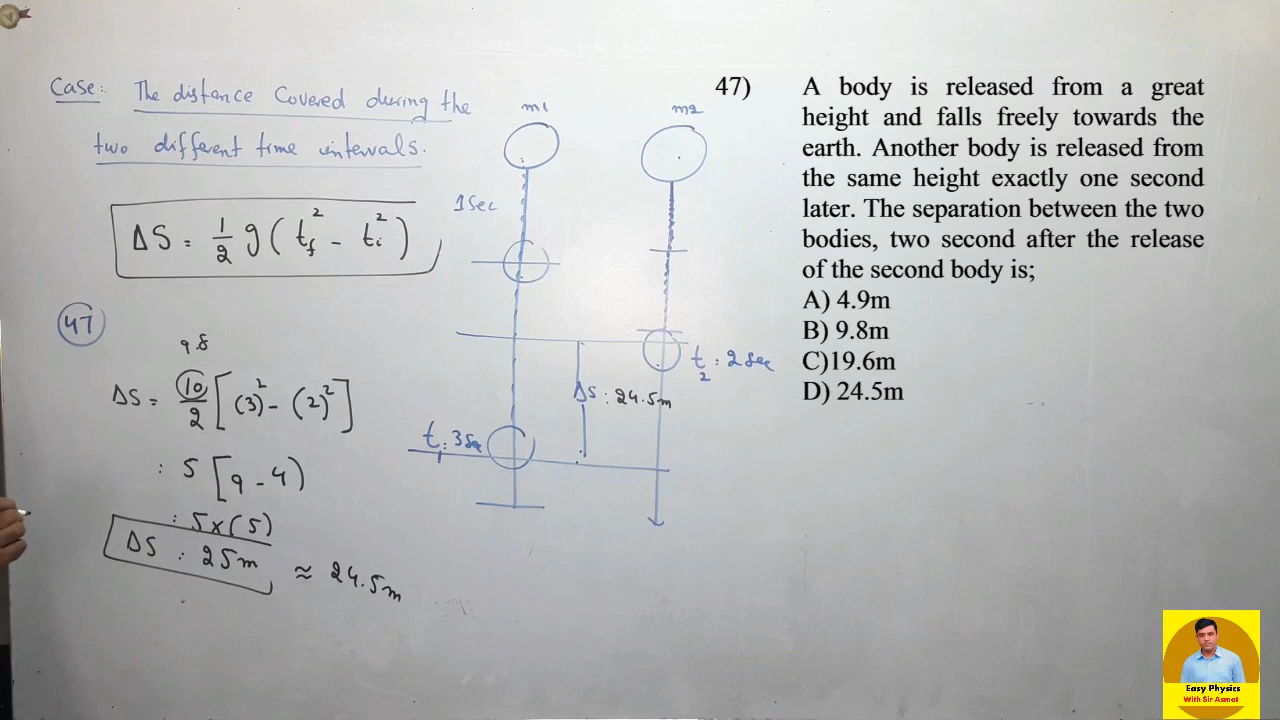 Case:- The distance Covered during the
two different time intervals.
ΔS = 1/2 g (tf² - ti²)
47
9.8
ΔS = 10/2 [(3)² - (2)²]
: 5 [9 - 4)
: 5x(5)
ΔS : 25m ≈ 24.5m
m1
m2
1 Sec
t2 : 2 Sec
ΔS : 24.5m
t1 : 3 Sec
47) A body is released from a great
height and falls freely towards the
earth. Another body is released from
the same height exactly one second
later. The separation between the two
bodies, two second after the release
of the second body is;
A) 4.9m
B) 9.8m
C)19.6m
D) 24.5m
Easy Physics
With Sir Asmat